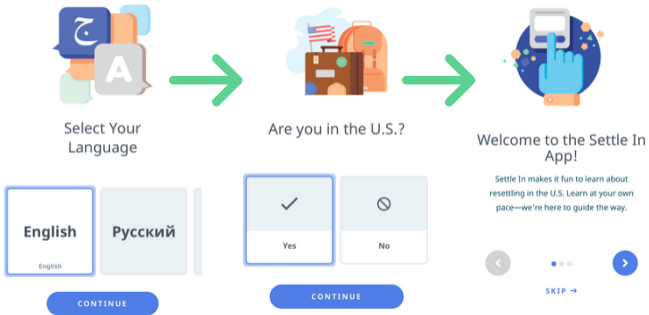 ج
A
Select Your
Language
English
English
Русский
CONTINUE
Are you in the U.S.?
Yes
No
CONTINUE
Welcome to the Settle In
App!
Settle In makes it fun to learn about
resettling in the U.S. Learn at your own
pace—we're here to guide the way.
SKIP →